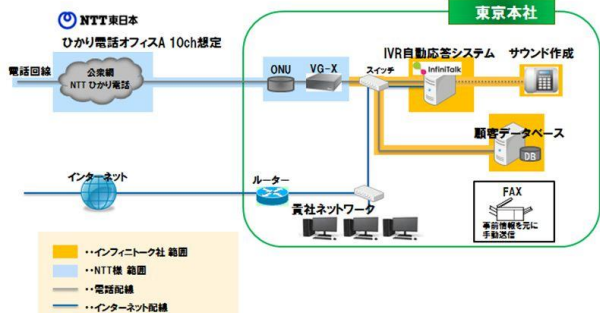 東京本社
NTT東日本
ひかり電話オフィスA 10ch想定
電話回線
公衆網
NTT ひかり電話
ONU
VG-X
スイッチ
IVR自動応答システム
InfiniTalk
サウンド作成
顧客データベース
DB
インターネット
ルーター
貴社ネットワーク
FAX
事前情報を元に
手動送信
・・インフィニトーク社 範囲
・・NTT様 範囲
・・電話配線
・・インターネット配線